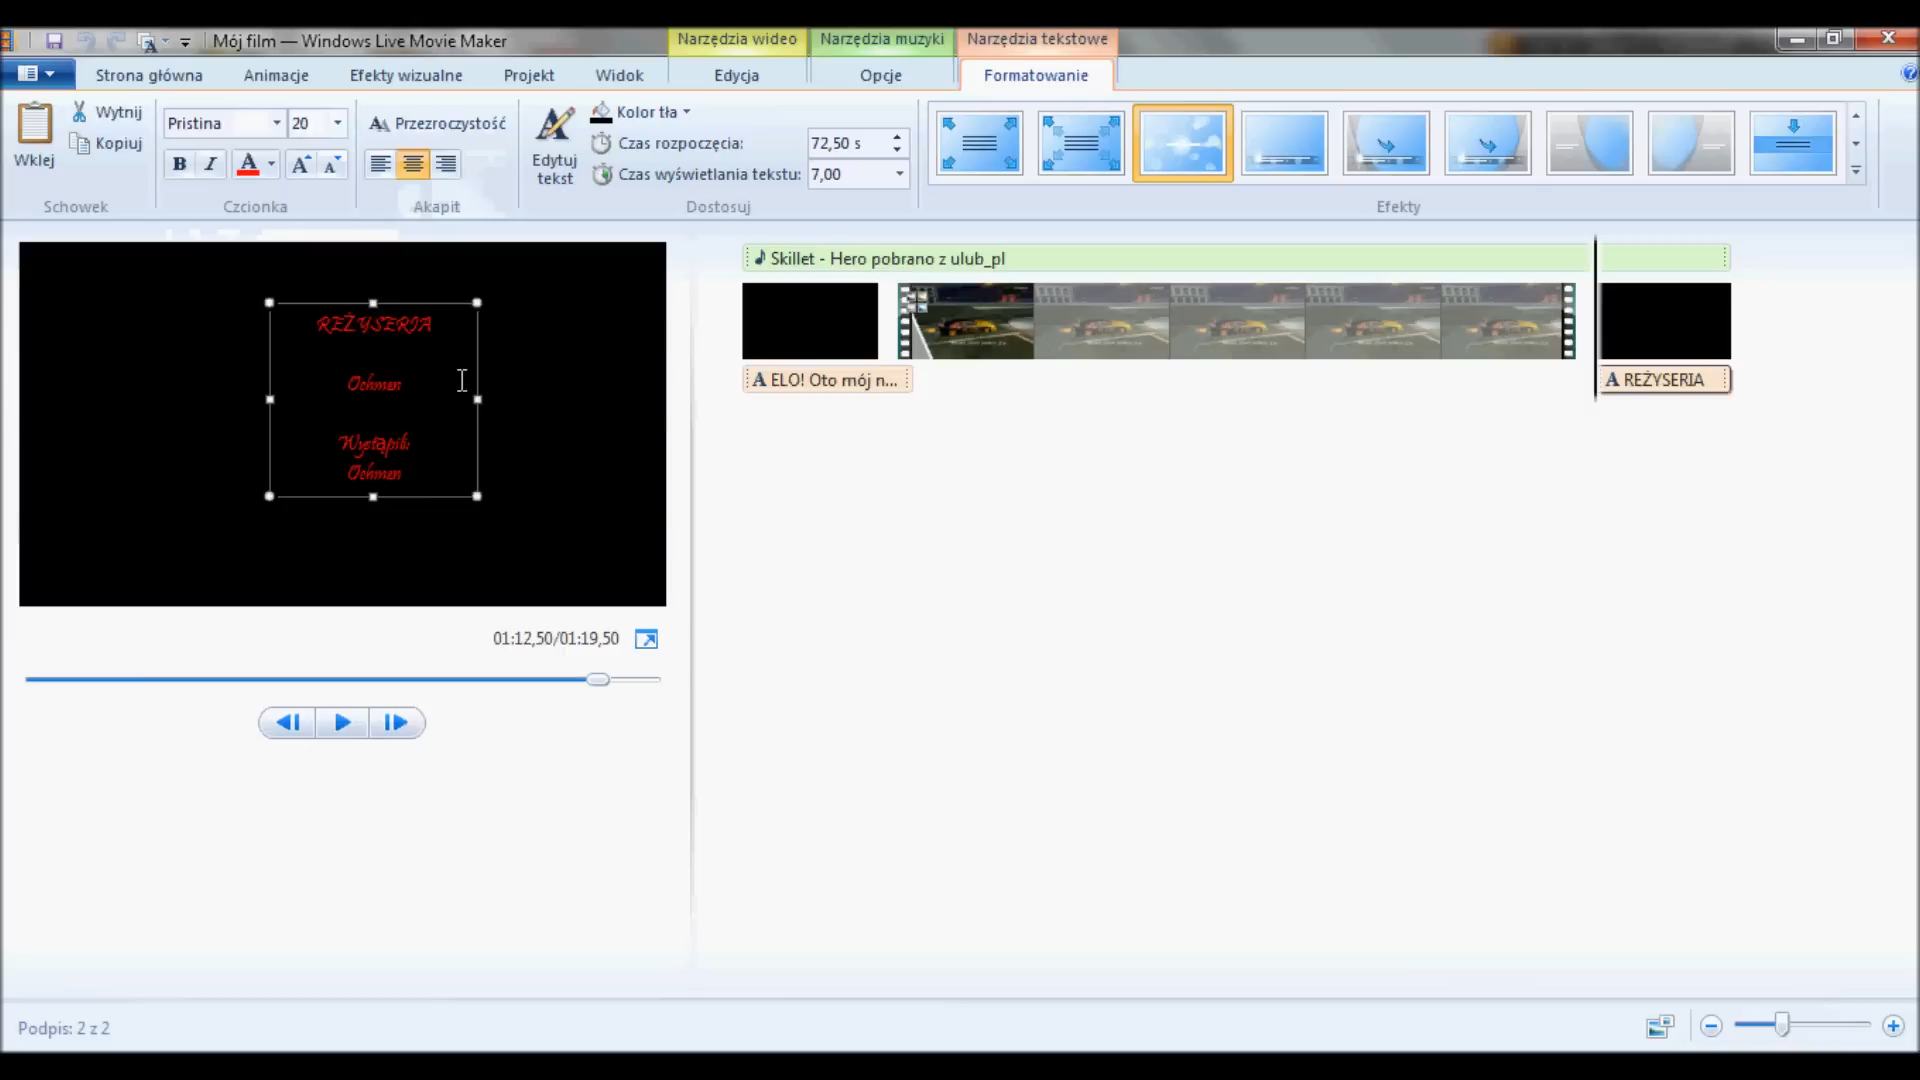 Mój film — Windows Live Movie Maker
Narzędzia wideo
Narzędzia muzyki
Narzędzia tekstowe
Strona główna
Animacje
Efekty wizualne
Projekt
Widok
Edycja
Opcje
Formatowanie
Wklej
Wytnij
Kopiuj
Schowek
Pristina
20
B I A A A
Czcionka
Przezroczystość
Akapit
Edytuj
tekst
Kolor tła
Czas rozpoczęcia: 72,50 s
Czas wyświetlania tekstu: 7,00
Dostosuj
Efekty
REŻYSERIA
Ochmen
Wystąpili:
Ochmen
01:12,50/01:19,50
Skillet - Hero pobrano z ulub_pl
A ELO! Oto mój n...
A REŻYSERIA
Podpis: 2 z 2